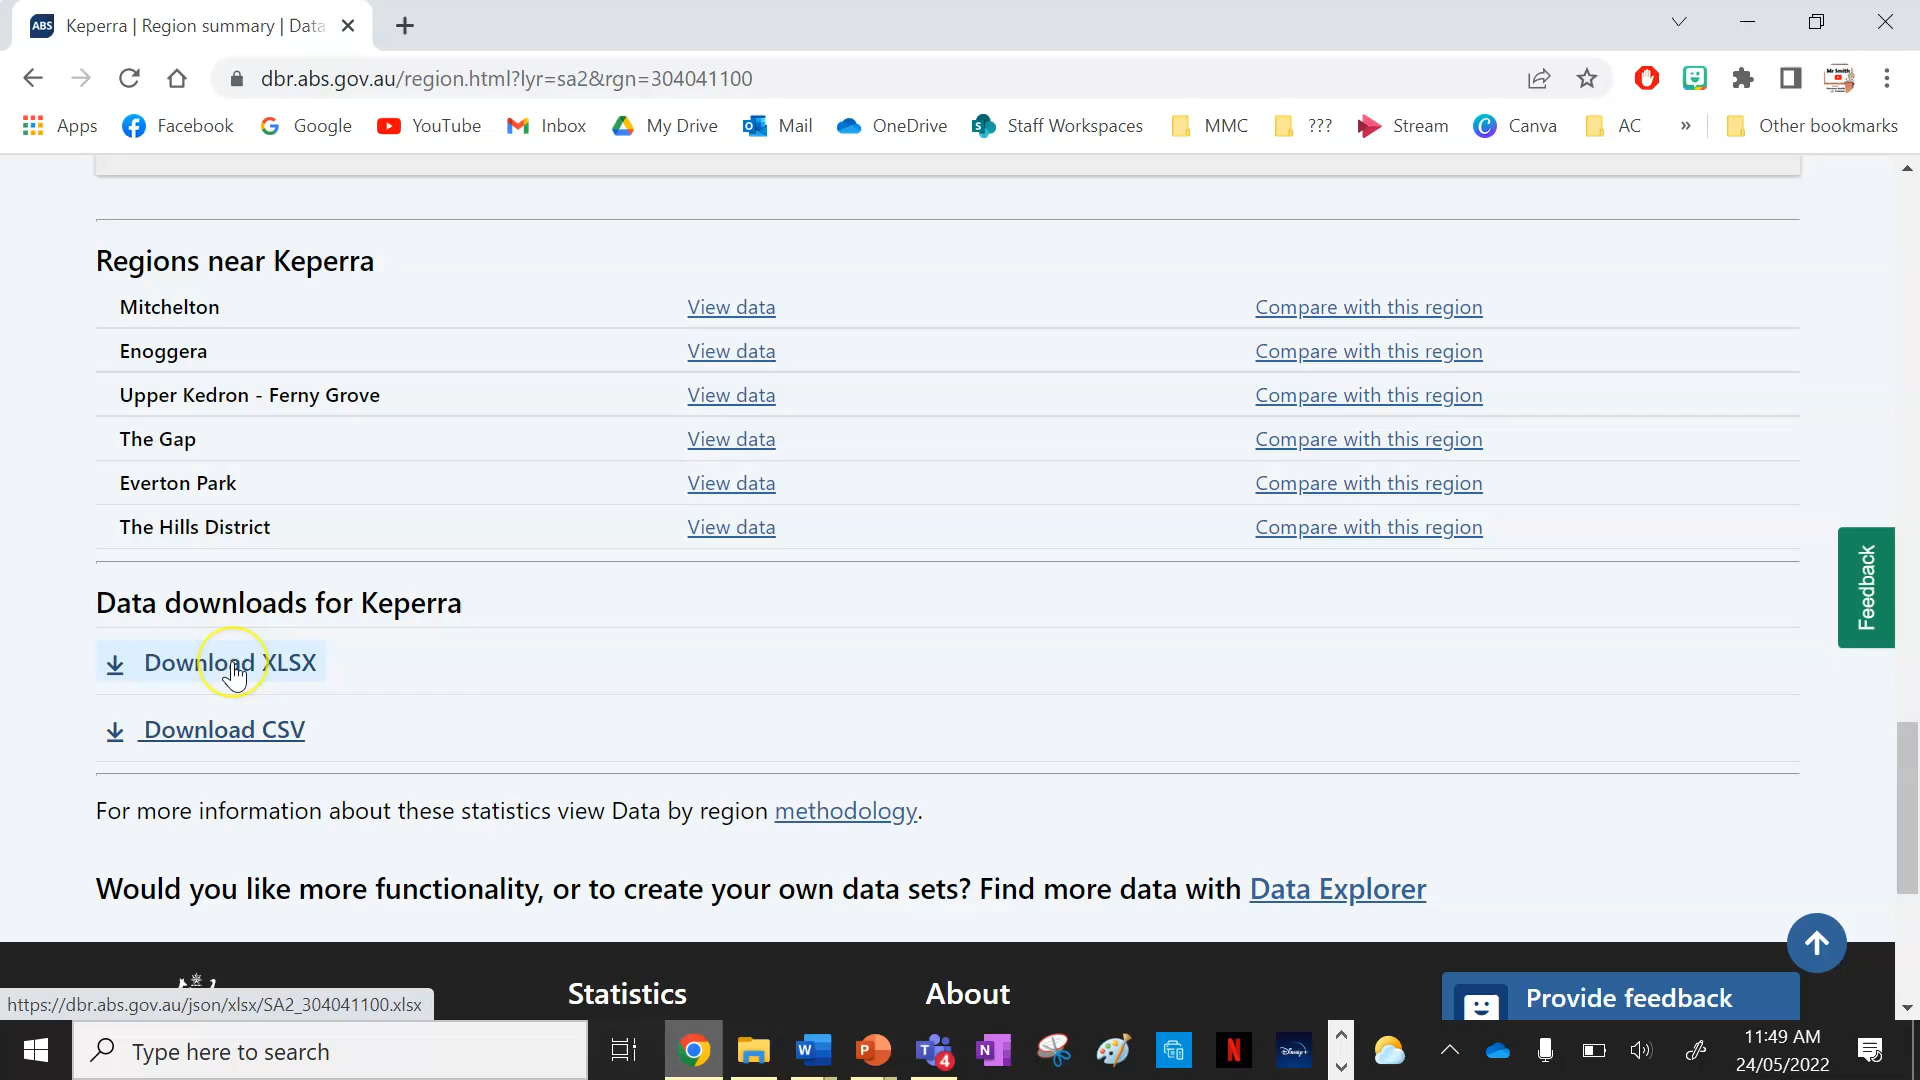 ABS Keperra | Region summary | Data
dbr.abs.gov.au/region.html?lyr=sa2&rgn=304041100
Apps Facebook Google YouTube Inbox My Drive Mail OneDrive Staff Workspaces MMC ??? Stream Canva AC » Other bookmarks
Regions near Keperra
Mitchelton View data Compare with this region
Enoggera View data Compare with this region
Upper Kedron - Ferny Grove View data Compare with this region
The Gap View data Compare with this region
Everton Park View data Compare with this region
The Hills District View data Compare with this region
Feedback
Data downloads for Keperra
Download XLSX
Download CSV
For more information about these statistics view Data by region methodology.
Would you like more functionality, or to create your own data sets? Find more data with Data Explorer
Statistics About Provide feedback
https://dbr.abs.gov.au/json/xlsx/SA2_304041100.xlsx
Type here to search
11:49 AM
24/05/2022